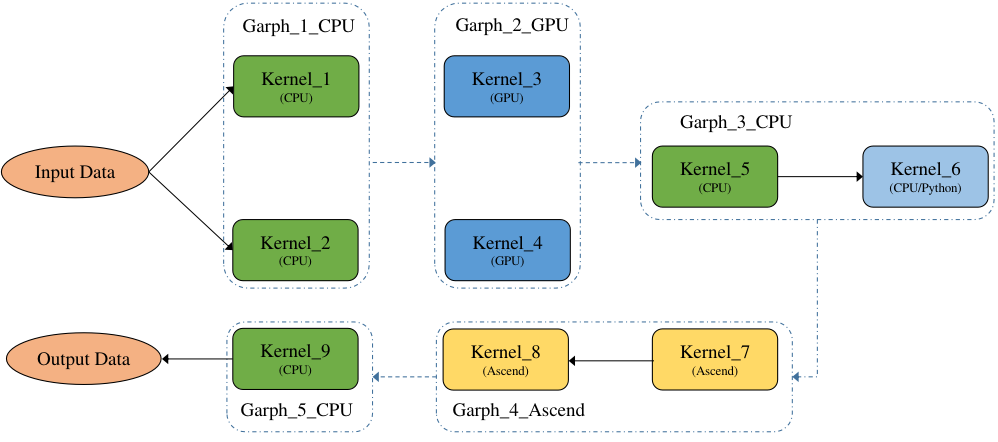 Garph_1_CPU
Kernel_1
(CPU)
Kernel_2
(CPU)
Input Data
Garph_2_GPU
Kernel_3
(GPU)
Kernel_4
(GPU)
Garph_3_CPU
Kernel_5
(CPU)
Kernel_6
(CPU/Python)
Kernel_7
(Ascend)
Kernel_8
(Ascend)
Garph_4_Ascend
Kernel_9
(CPU)
Garph_5_CPU
Output Data